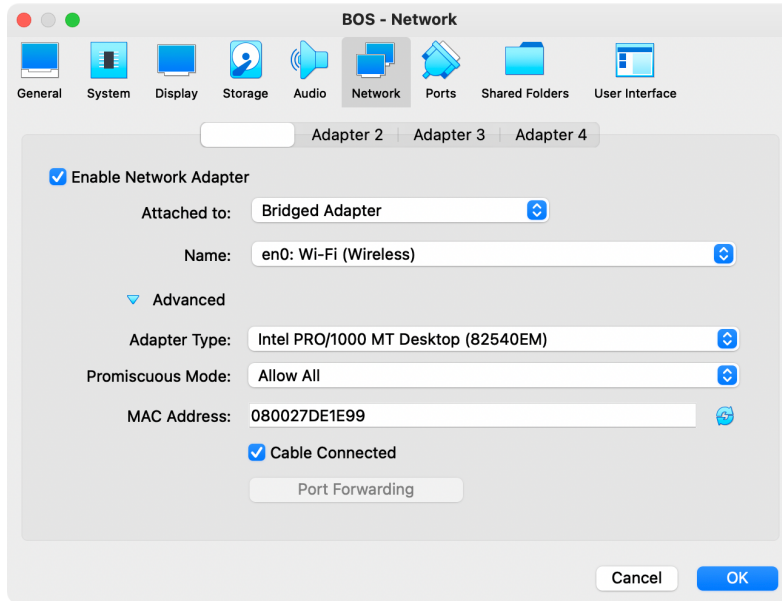 BOS - Network
General System Display Storage Audio Network Ports Shared Folders User Interface
Adapter 2 Adapter 3 Adapter 4
Enable Network Adapter
Attached to: Bridged Adapter
Name: en0: Wi-Fi (Wireless)
Advanced
Adapter Type: Intel PRO/1000 MT Desktop (82540EM)
Promiscuous Mode: Allow All
MAC Address: 080027DE1E99
Cable Connected
Port Forwarding
Cancel OK